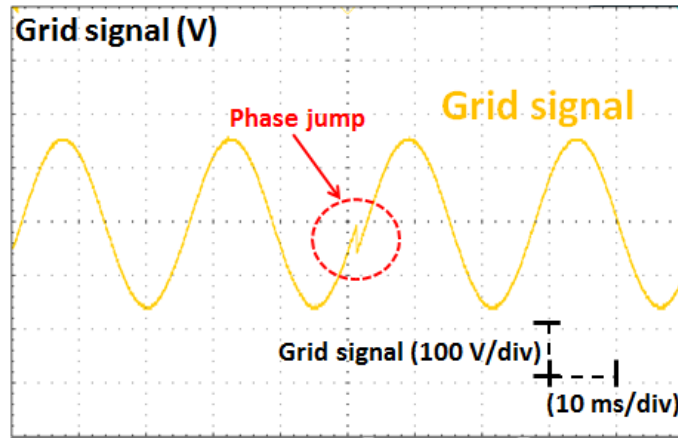 Grid signal (V)
Grid signal
Phase jump
Grid signal (100 V/div)
(10 ms/div)